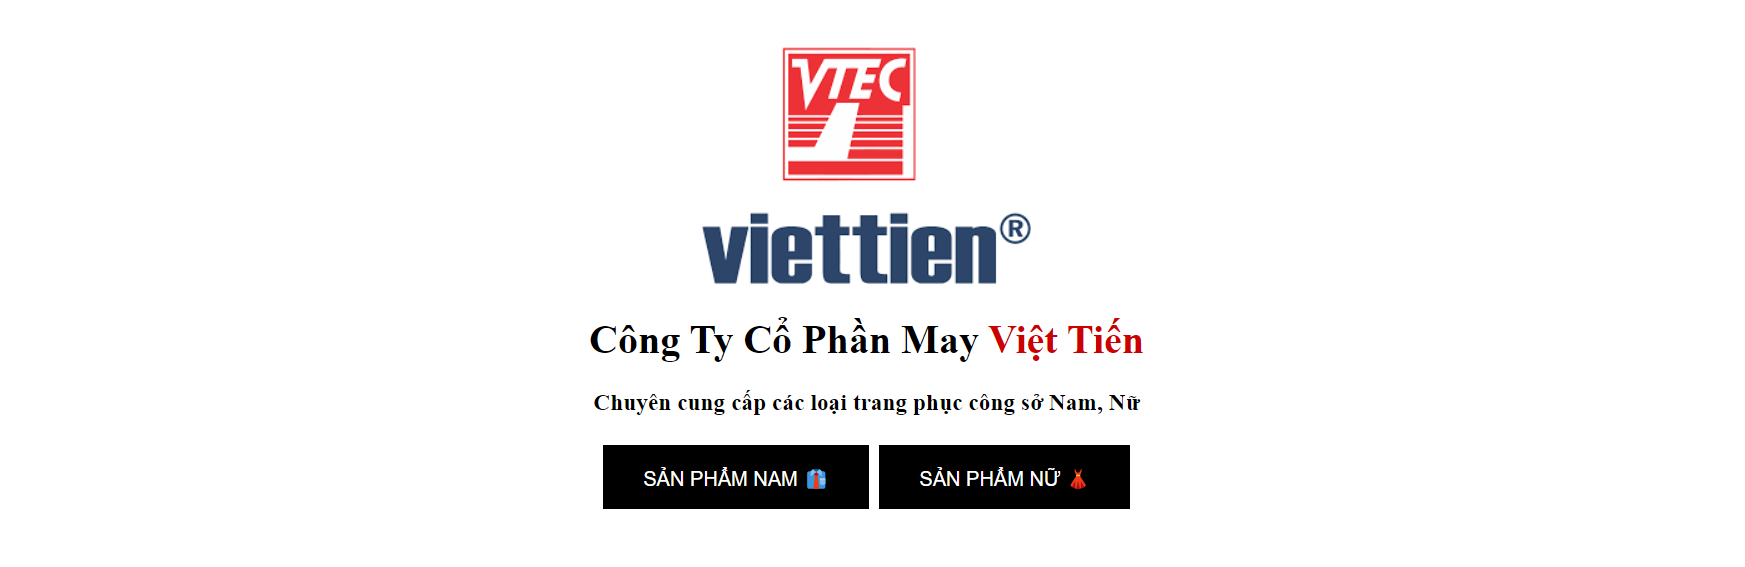 VTEC
viettien®
Công Ty Cổ Phần May Việt Tiến
Chuyên cung cấp các loại trang phục công sở Nam, Nữ
SẢN PHẨM NAM 👔
SẢN PHẨM NỮ 👗